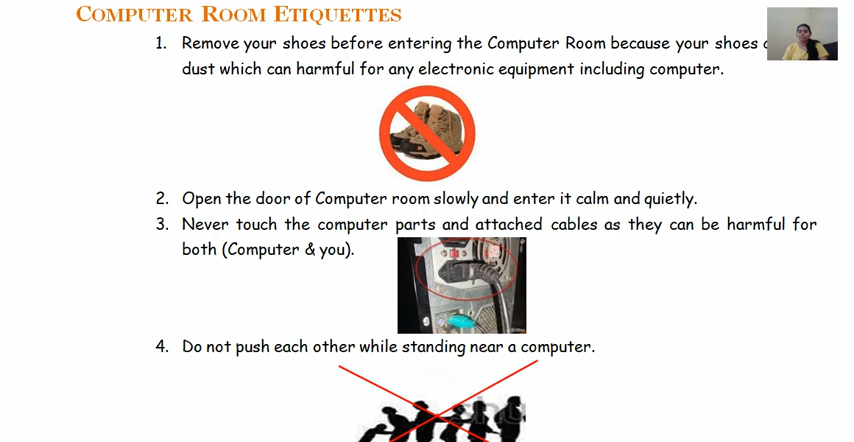 COMPUTER ROOM ETIQUETTES
1. Remove your shoes before entering the Computer Room because your shoes
dust which can harmful for any electronic equipment including computer.
2. Open the door of Computer room slowly and enter it calm and quietly.
3. Never touch the computer parts and attached cables as they can be harmful for
both (Computer & you).
4. Do not push each other while standing near a computer.